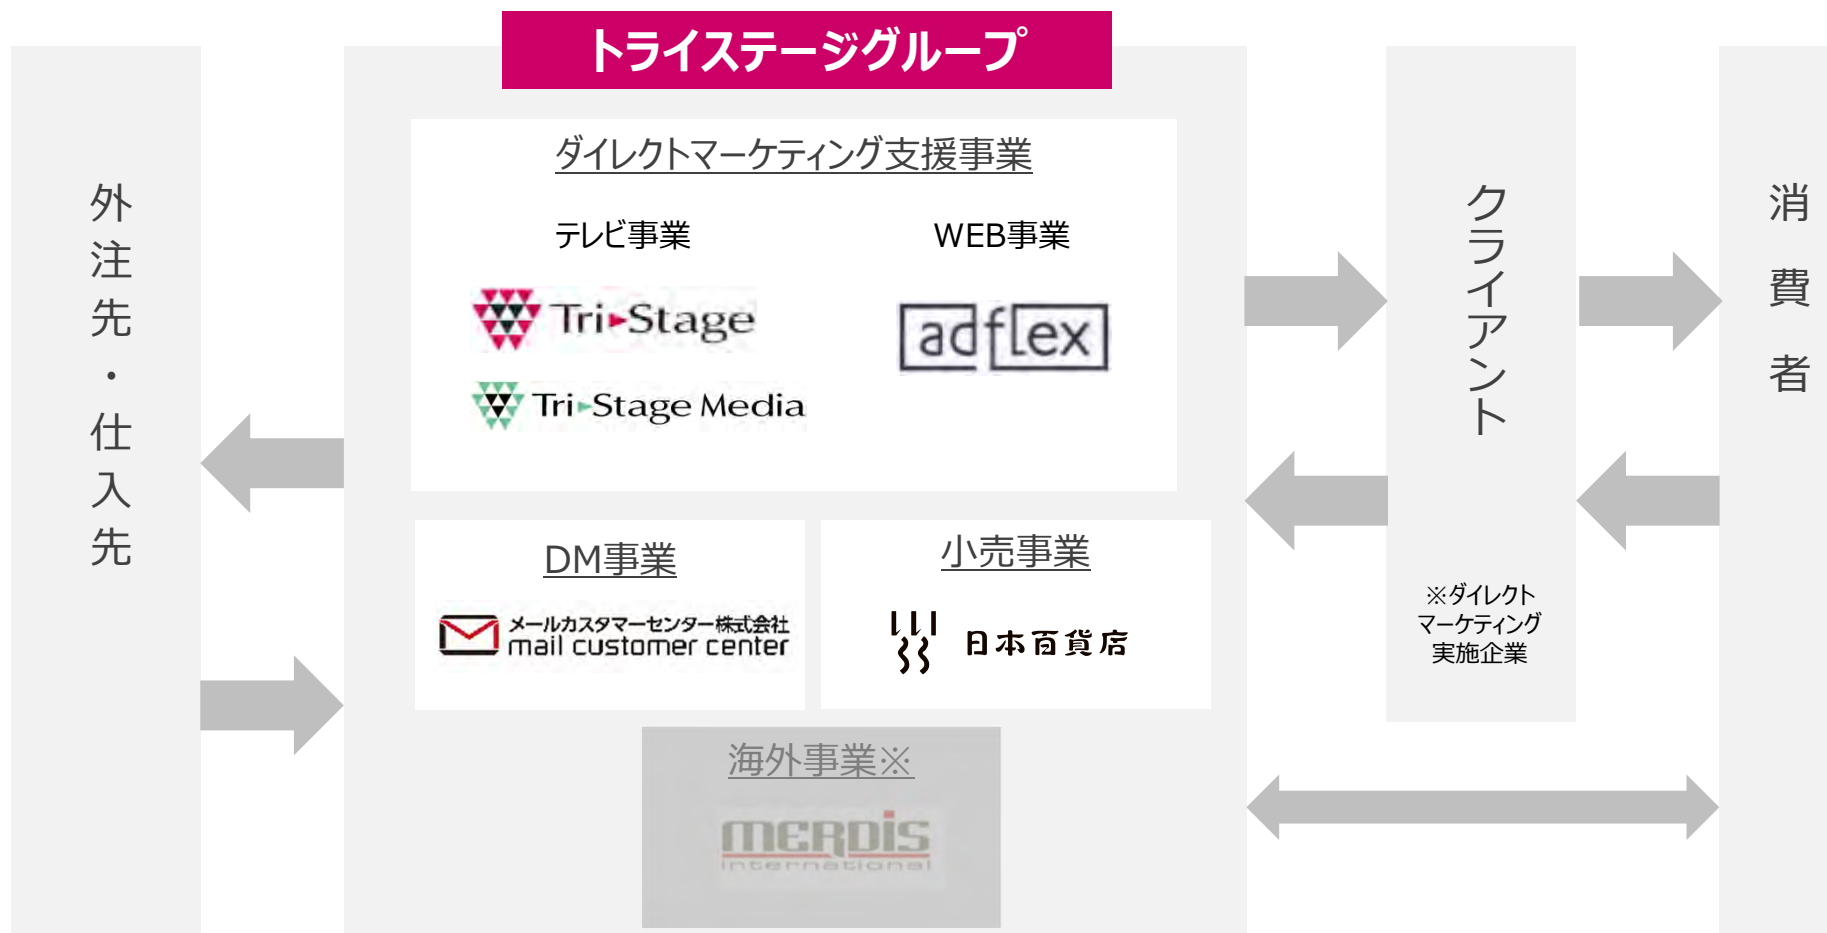 トライステージグループ
外注先・仕入先
ダイレクトマーケティング支援事業
テレビ事業
WEB事業
Tri-Stage
adflex
Tri-Stage Media
DM事業
メールカスタマーセンター株式会社
mail customer center
小売事業
日本百貨店
海外事業※
MERDiS
international
クライアント
※ダイレクト
マーケティング
実施企業
消費者